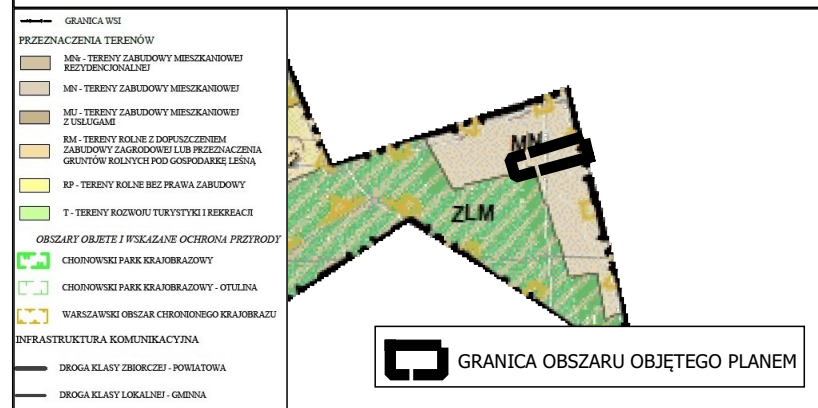 GRANICA WSI
PRZEZNACZENIA TERENÓW
MNr - TERENY ZABUDOWY MIESZKANIOWEJ
REZYDENCJONALNEJ
MN - TERENY ZABUDOWY MIESZKANIOWEJ
MU - TERENY ZABUDOWY MIESZKANIOWEJ
Z USŁUGAMI
RM - TERENY ROLNE Z DOPUSZCZENIEM
ZABUDOWY ZAGRODOWEJ LUB PRZEZNACZENIA
GRUNTÓW ROLNYCH POD GOSPODARKĘ LEŚNĄ
RP - TERENY ROLNE BEZ PRAWA ZABUDOWY
T - TERENY ROZWOJU TURYSTYKI I REKREACJI
OBSZARY OBJETE I WSKAZANE OCHRONA PRZYRODY
CHOJNOWSKI PARK KRAJOBRAZOWY
CHOJNOWSKI PARK KRAJOBRAZOWY - OTULINA
WARSZAWSKI OBSZAR CHRONIONEGO KRAJOBRAZU
INFRASTRUKTURA KOMUNIKACYJNA
DROGA KLASY ZBIORCZEJ - POWIATOWA
DROGA KLASY LOKALNEJ - GMINNA
MN
ZLM
GRANICA OBSZARU OBJĘTEGO PLANEM